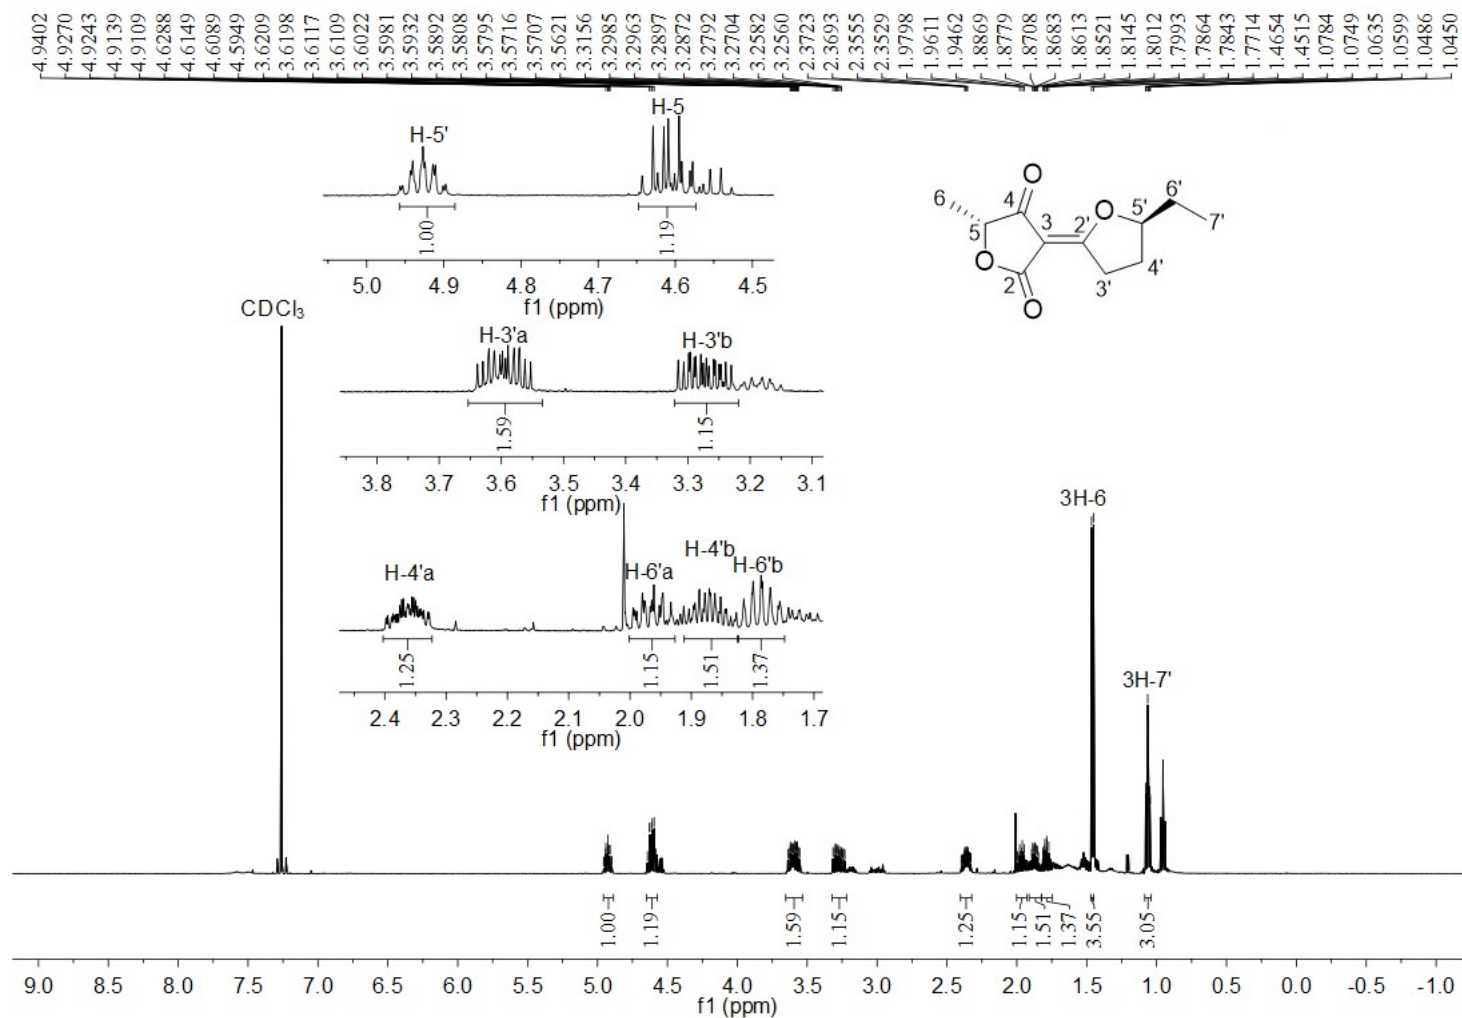 4.9402 4.9270 4.9243 4.9139 4.9109 4.6288 4.6149 4.6089 4.5949 3.6209 3.6198 3.6117 3.6109 3.6022 3.5981 3.5932 3.5892 3.5808 3.5795 3.5716 3.5707 3.5621 3.3156 3.2985 3.2963 3.2897 3.2872 3.2792 3.2704 3.2582 3.2560 2.3723 2.3693 2.3555 2.3529 1.9798 1.9611 1.9462 1.8869 1.8779 1.8708 1.8683 1.8613 1.8521 1.8145 1.8012 1.7993 1.7864 1.7843 1.7714 1.4654 1.4515 1.0784 1.0749 1.0635 1.0599 1.0486 1.0450
H-5' H-5
1.00 1.19
5.0 4.9 4.8 4.7 4.6 4.5
f1 (ppm)
O
6 4 O 5' 6'
5 3 2' 7'
O 4'
2 3'
O
CDCl₃
H-3'a H-3'b
1.59 1.15
3.8 3.7 3.6 3.5 3.4 3.3 3.2 3.1
f1 (ppm)
3H-6
H-4'a H-6'a H-4'b H-6'b
1.25 1.15 1.51 1.37
2.4 2.3 2.2 2.1 2.0 1.9 1.8 1.7
f1 (ppm)
3H-7'
1.00 1.19 1.59 1.15 1.25 1.15 1.51 1.37 3.55 3.05
9.0 8.5 8.0 7.5 7.0 6.5 6.0 5.5 5.0 4.5 4.0 3.5 3.0 2.5 2.0 1.5 1.0 0.5 0.0 -0.5 -1.0
f1 (ppm)